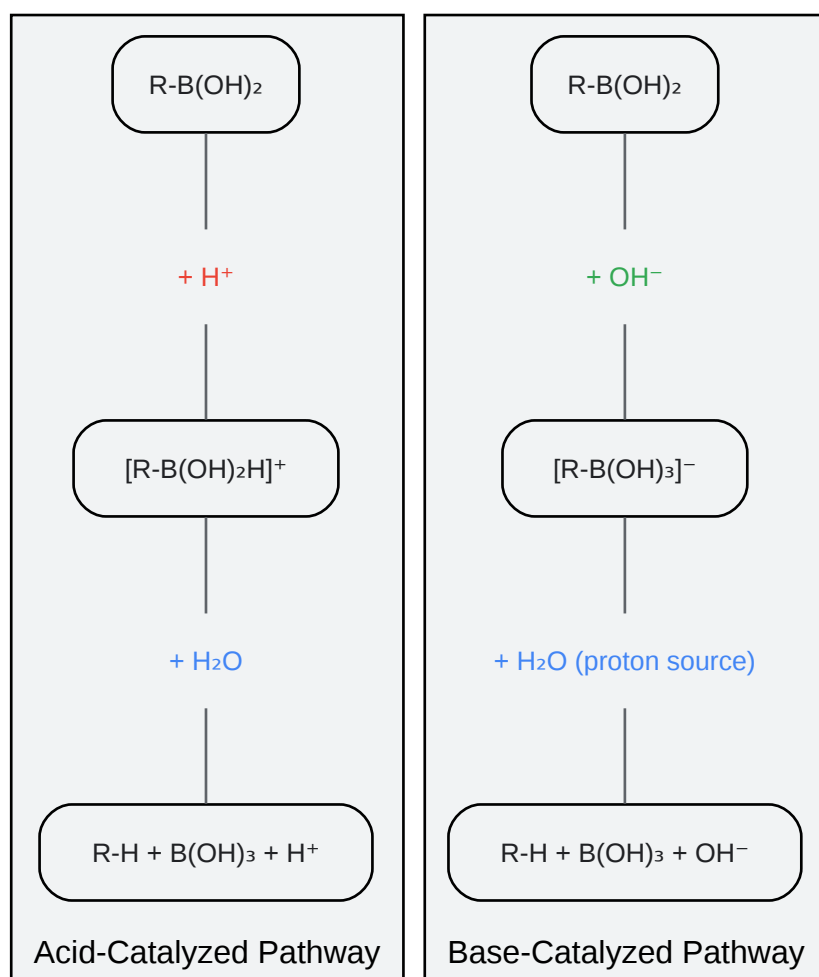 R-B(OH)₂
+ H⁺
[R-B(OH)₂H]⁺
+ H₂O
R-H + B(OH)₃ + H⁺
Acid-Catalyzed Pathway
R-B(OH)₂
+ OH⁻
[R-B(OH)₃]⁻
+ H₂O (proton source)
R-H + B(OH)₃ + OH⁻
Base-Catalyzed Pathway